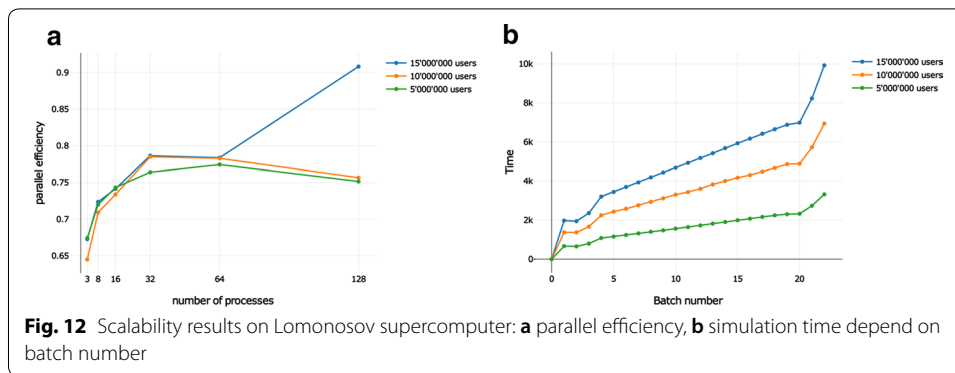 a
15'000'000 users
10'000'000 users
5'000'000 users
parallel efficiency
0.9
0.85
0.8
0.75
0.7
0.65
3 8 16 32 64 128
number of processes
b
15'000'000 users
10'000'000 users
5'000'000 users
Time
10k
8k
6k
4k
2k
0
0 5 10 15 20
Batch number
Fig. 12 Scalability results on Lomonosov supercomputer: a parallel efficiency, b simulation time depend on
batch number